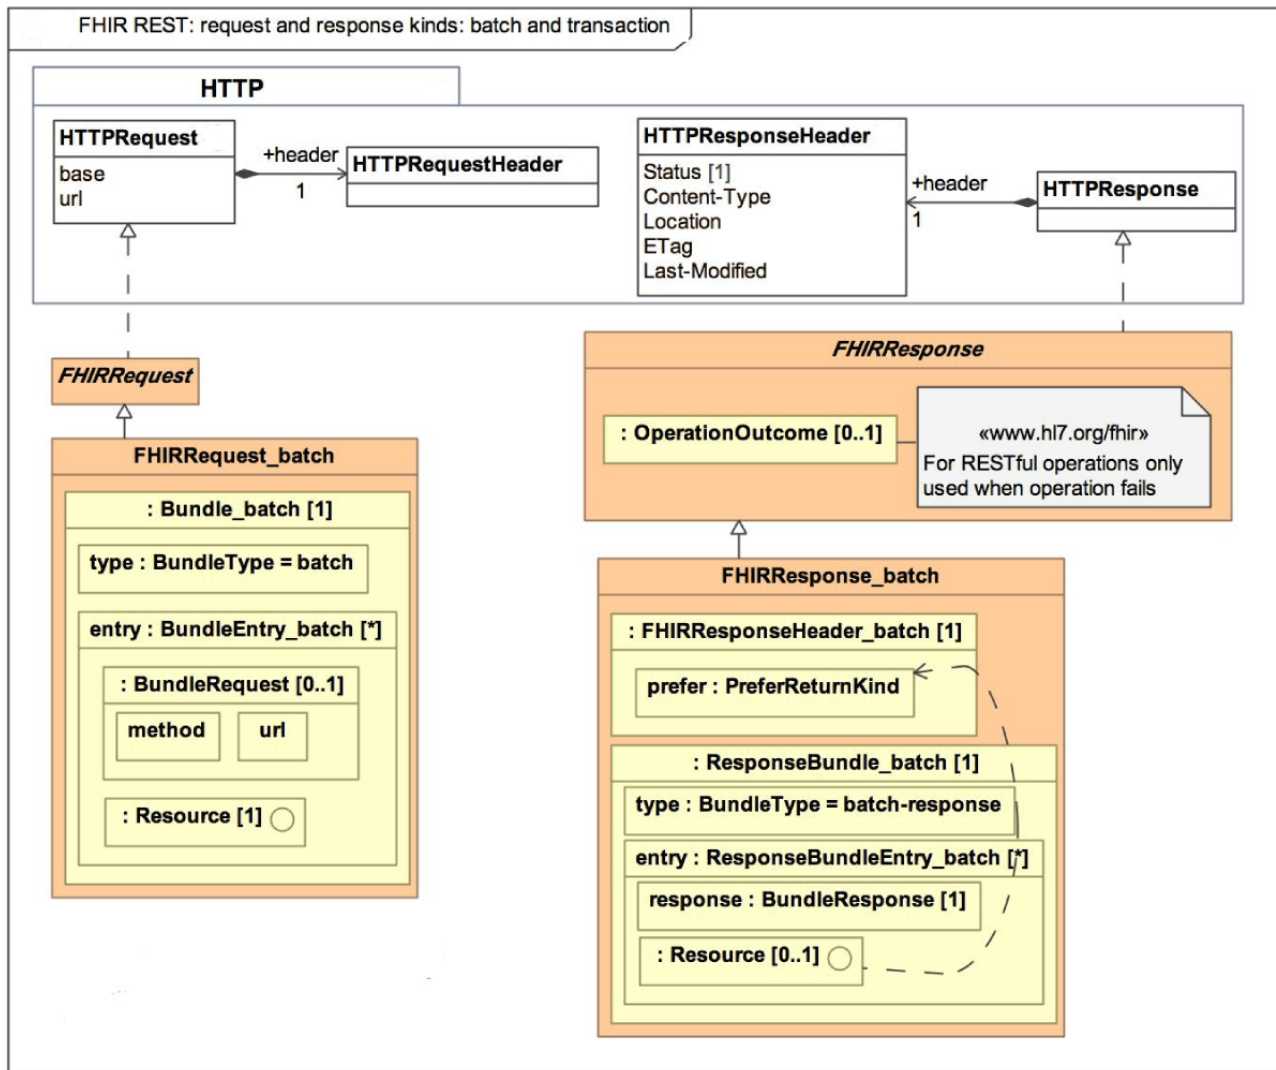 FHIR REST: request and response kinds: batch and transaction
HTTP
HTTPRequest
base
url
+header
1
HTTPRequestHeader
HTTPResponseHeader
Status [1]
Content-Type
Location
ETag
Last-Modified
+header
1
HTTPResponse
FHIRRequest
FHIRRequest_batch
: Bundle_batch [1]
type : BundleType = batch
entry : BundleEntry_batch [*]
: BundleRequest [0..1]
method
url
: Resource [1]
FHIRResponse
: OperationOutcome [0..1]
«www.hl7.org/fhir»
For RESTful operations only
used when operation fails
FHIRResponse_batch
: FHIRResponseHeader_batch [1]
prefer : PreferReturnKind
: ResponseBundle_batch [1]
type : BundleType = batch-response
entry : ResponseBundleEntry_batch [*]
response : BundleResponse [1]
: Resource [0..1]